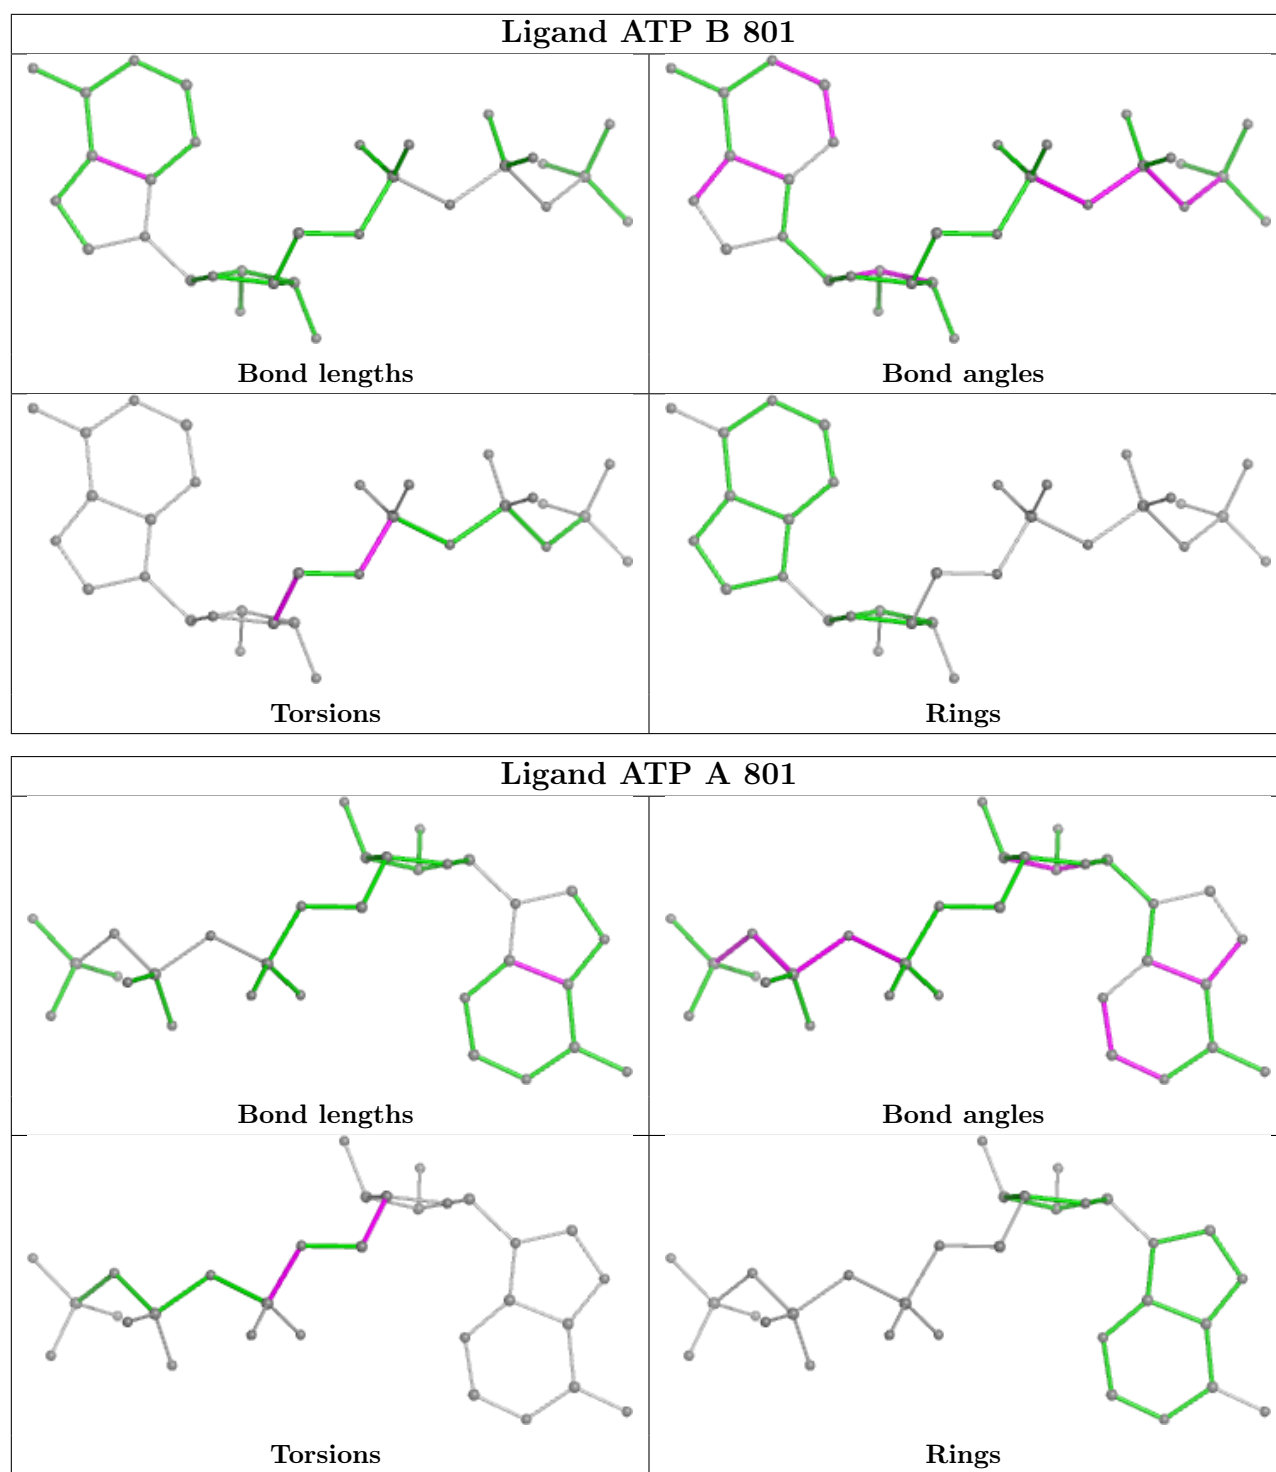 Ligand ATP B 801
Bond lengths
Bond angles
Torsions
Rings
Ligand ATP A 801
Bond lengths
Bond angles
Torsions
Rings